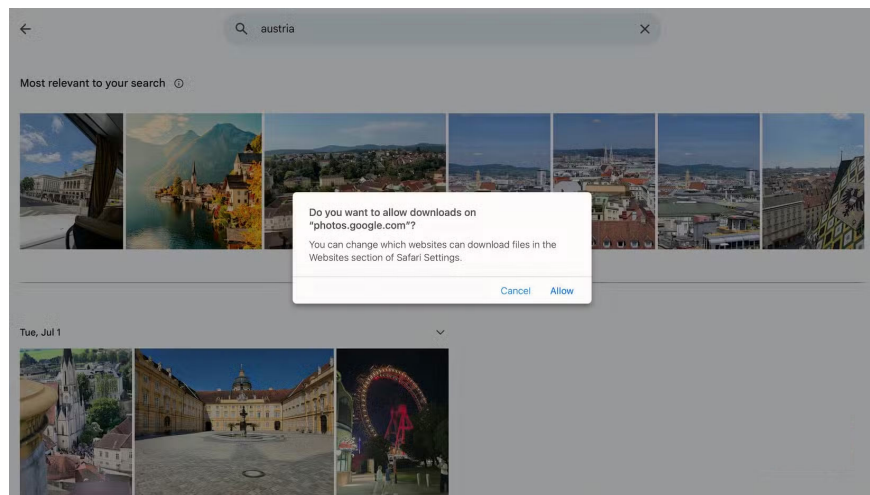 austria
Most relevant to your search
Do you want to allow downloads on
“photos.google.com”?
You can change which websites can download files in the
Websites section of Safari Settings.
Cancel Allow
Tue, Jul 1